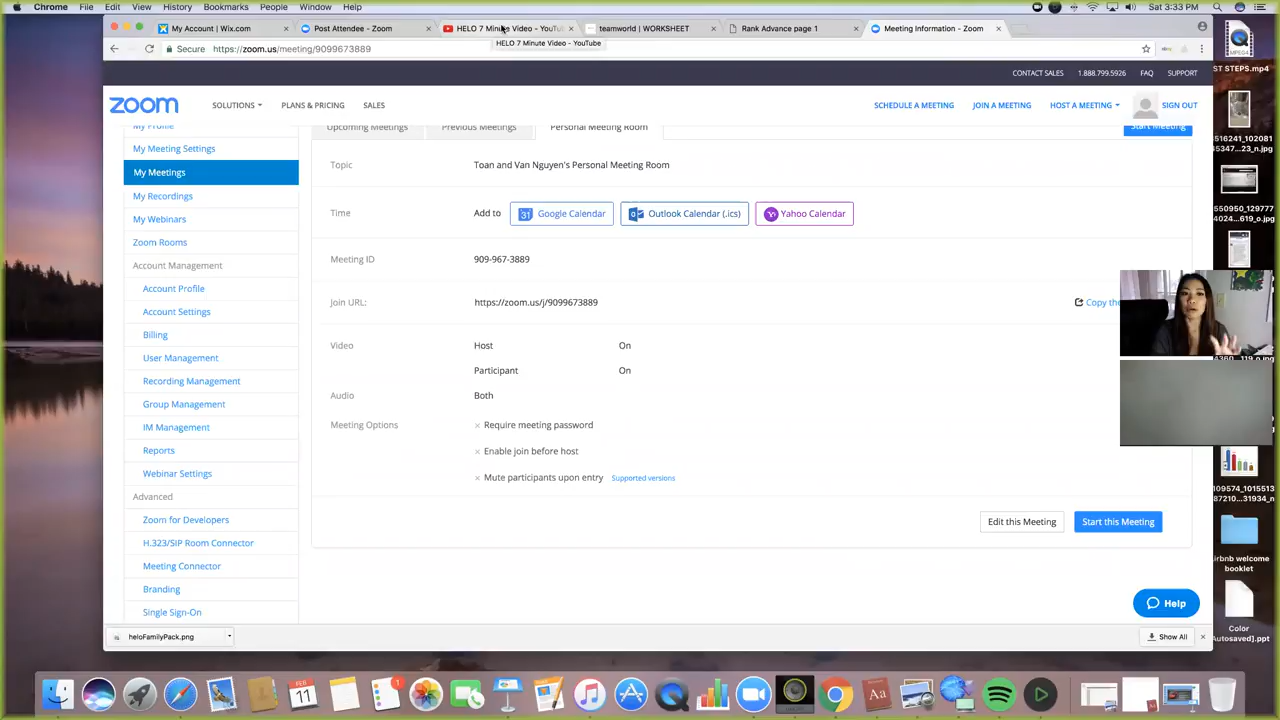 Chrome File Edit View History Bookmarks People Window Help
Sat 3:33 PM
My Account | Wix.com
Post Attendee - Zoom
HELO 7 Minute Video - YouTu
teamworld | WORKSHEET
Rank Advance page 1
Meeting Information - Zoom
HELO 7 Minute Video - YouTube
Secure https://zoom.us/meeting/9099673889
CONTACT SALES 1.888.799.5926 FAQ SUPPORT
zoom
SOLUTIONS PLANS & PRICING SALES
SCHEDULE A MEETING JOIN A MEETING HOST A MEETING SIGN OUT
My Profile
Upcoming Meetings Previous Meetings Personal Meeting Room
Start Meeting
My Meeting Settings
My Meetings
My Recordings
My Webinars
Zoom Rooms
Account Management
Account Profile
Account Settings
Billing
User Management
Recording Management
Group Management
IM Management
Reports
Webinar Settings
Advanced
Zoom for Developers
H.323/SIP Room Connector
Meeting Connector
Branding
Single Sign-On
Topic Toan and Van Nguyen's Personal Meeting Room
Time Add to 31 Google Calendar Outlook Calendar (.ics) Yahoo Calendar
Meeting ID 909-967-3889
Join URL: https://zoom.us/j/9099673889
Copy the
Video Host On
Participant On
Audio Both
Meeting Options × Require meeting password
× Enable join before host
× Mute participants upon entry Supported versions
Edit this Meeting Start this Meeting
Help
heloFamilyPack.png
Show All
MPEG4
ST STEPS.mp4
516241_102081
45347...23_n.jpg
550950_129777
4024...619_o.jpg
109574_1015513
87210...31934_n
Airbnb welcome
booklet
Color
Autosaved].ppt
FEB
11
1